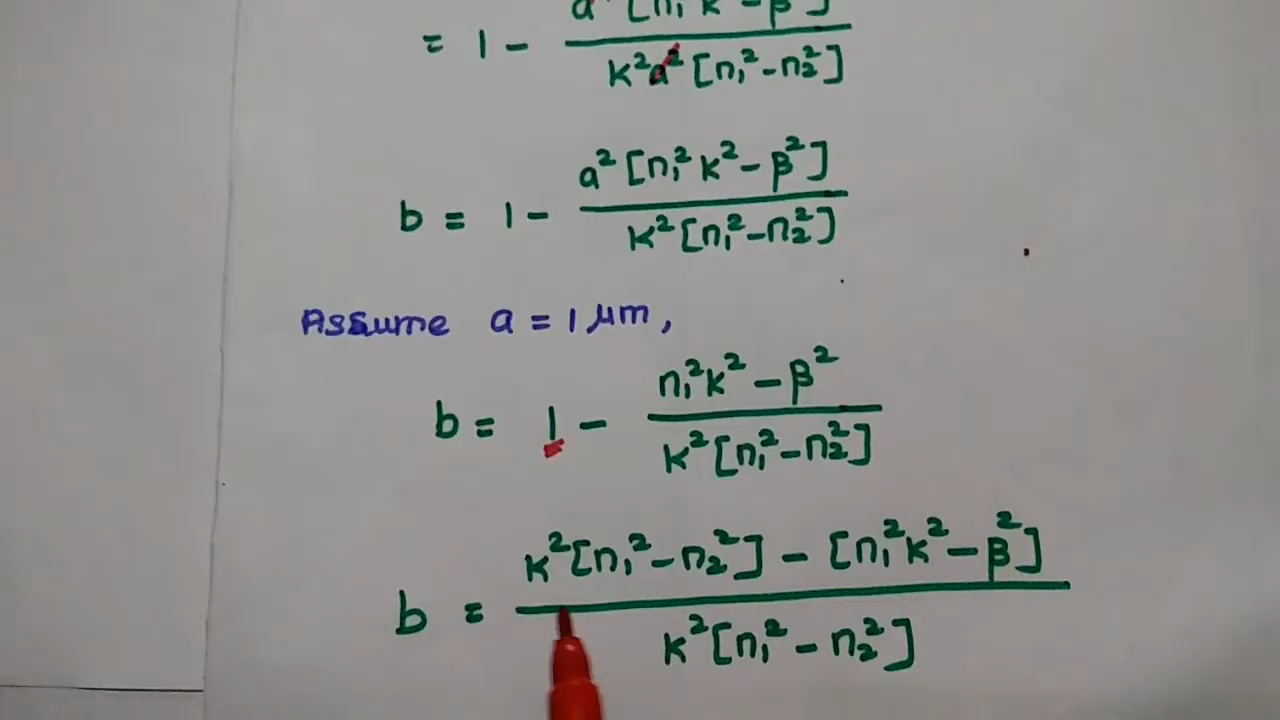 = 1 - a² [n₁²k² - β²] / k²a² [n₁² - n₂²]
b = 1 - a² [n₁²k² - β²] / k² [n₁² - n₂²]
Assume a = 1 μm,
b = 1 - n₁²k² - β² / k² [n₁² - n₂²]
b = k² [n₁² - n₂²] - [n₁²k² - β²] / k² [n₁² - n₂²]